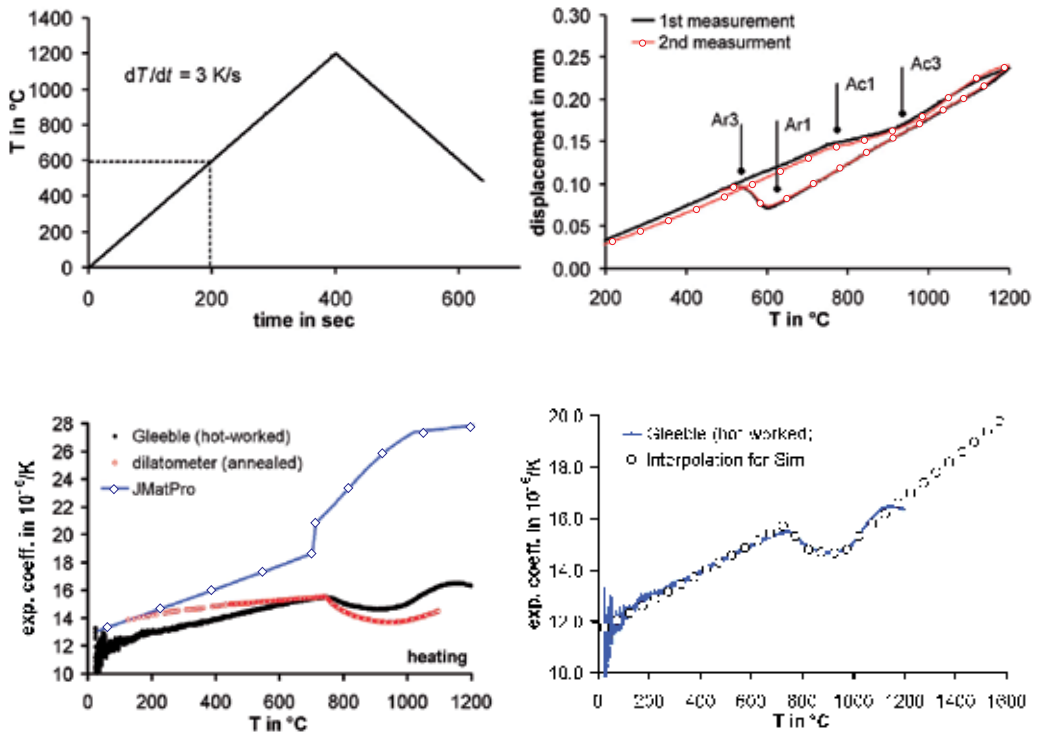 1400
1200
1000
800
600
400
200
0
T in °C
dT/dt = 3 K/s
0
200
400
600
time in sec
0.30
0.25
0.20
0.15
0.10
0.05
0.00
displacement in mm
1st measurement
2nd measurment
Ar3
Ar1
Ac1
Ac3
200
400
600
800
1000
1200
T in °C
28
26
24
22
20
18
16
14
12
10
exp. coeff. in 10⁻⁶/K
Gleeble (hot-worked)
dilatometer (annealed)
JMatPro
heating
0
200
400
600
800
1000
1200
T in °C
20.0
18.0
16.0
14.0
12.0
10.0
exp. coeff. in 10⁻⁶/K
Gleeble (hot worked)
Interpolation for Sim
0
200
400
600
800
1000
1200
1400
1600
T in °C